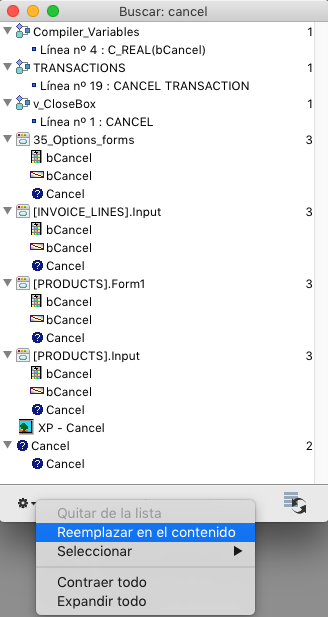 Buscar: cancel
Compiler_Variables 1
Línea nº 4 : C_REAL(bCancel)
TRANSACTIONS 1
Línea nº 19 : CANCEL TRANSACTION
v_CloseBox 1
Línea nº 1 : CANCEL
35_Options_forms 3
bCancel
bCancel
Cancel
[INVOICE_LINES].Input 3
bCancel
bCancel
Cancel
[PRODUCTS].Form1 3
bCancel
bCancel
Cancel
[PRODUCTS].Input 3
bCancel
bCancel
Cancel
XP - Cancel
Cancel 2
Cancel
Quitar de la lista
Reemplazar en el contenido
Seleccionar
Contraer todo
Expandir todo